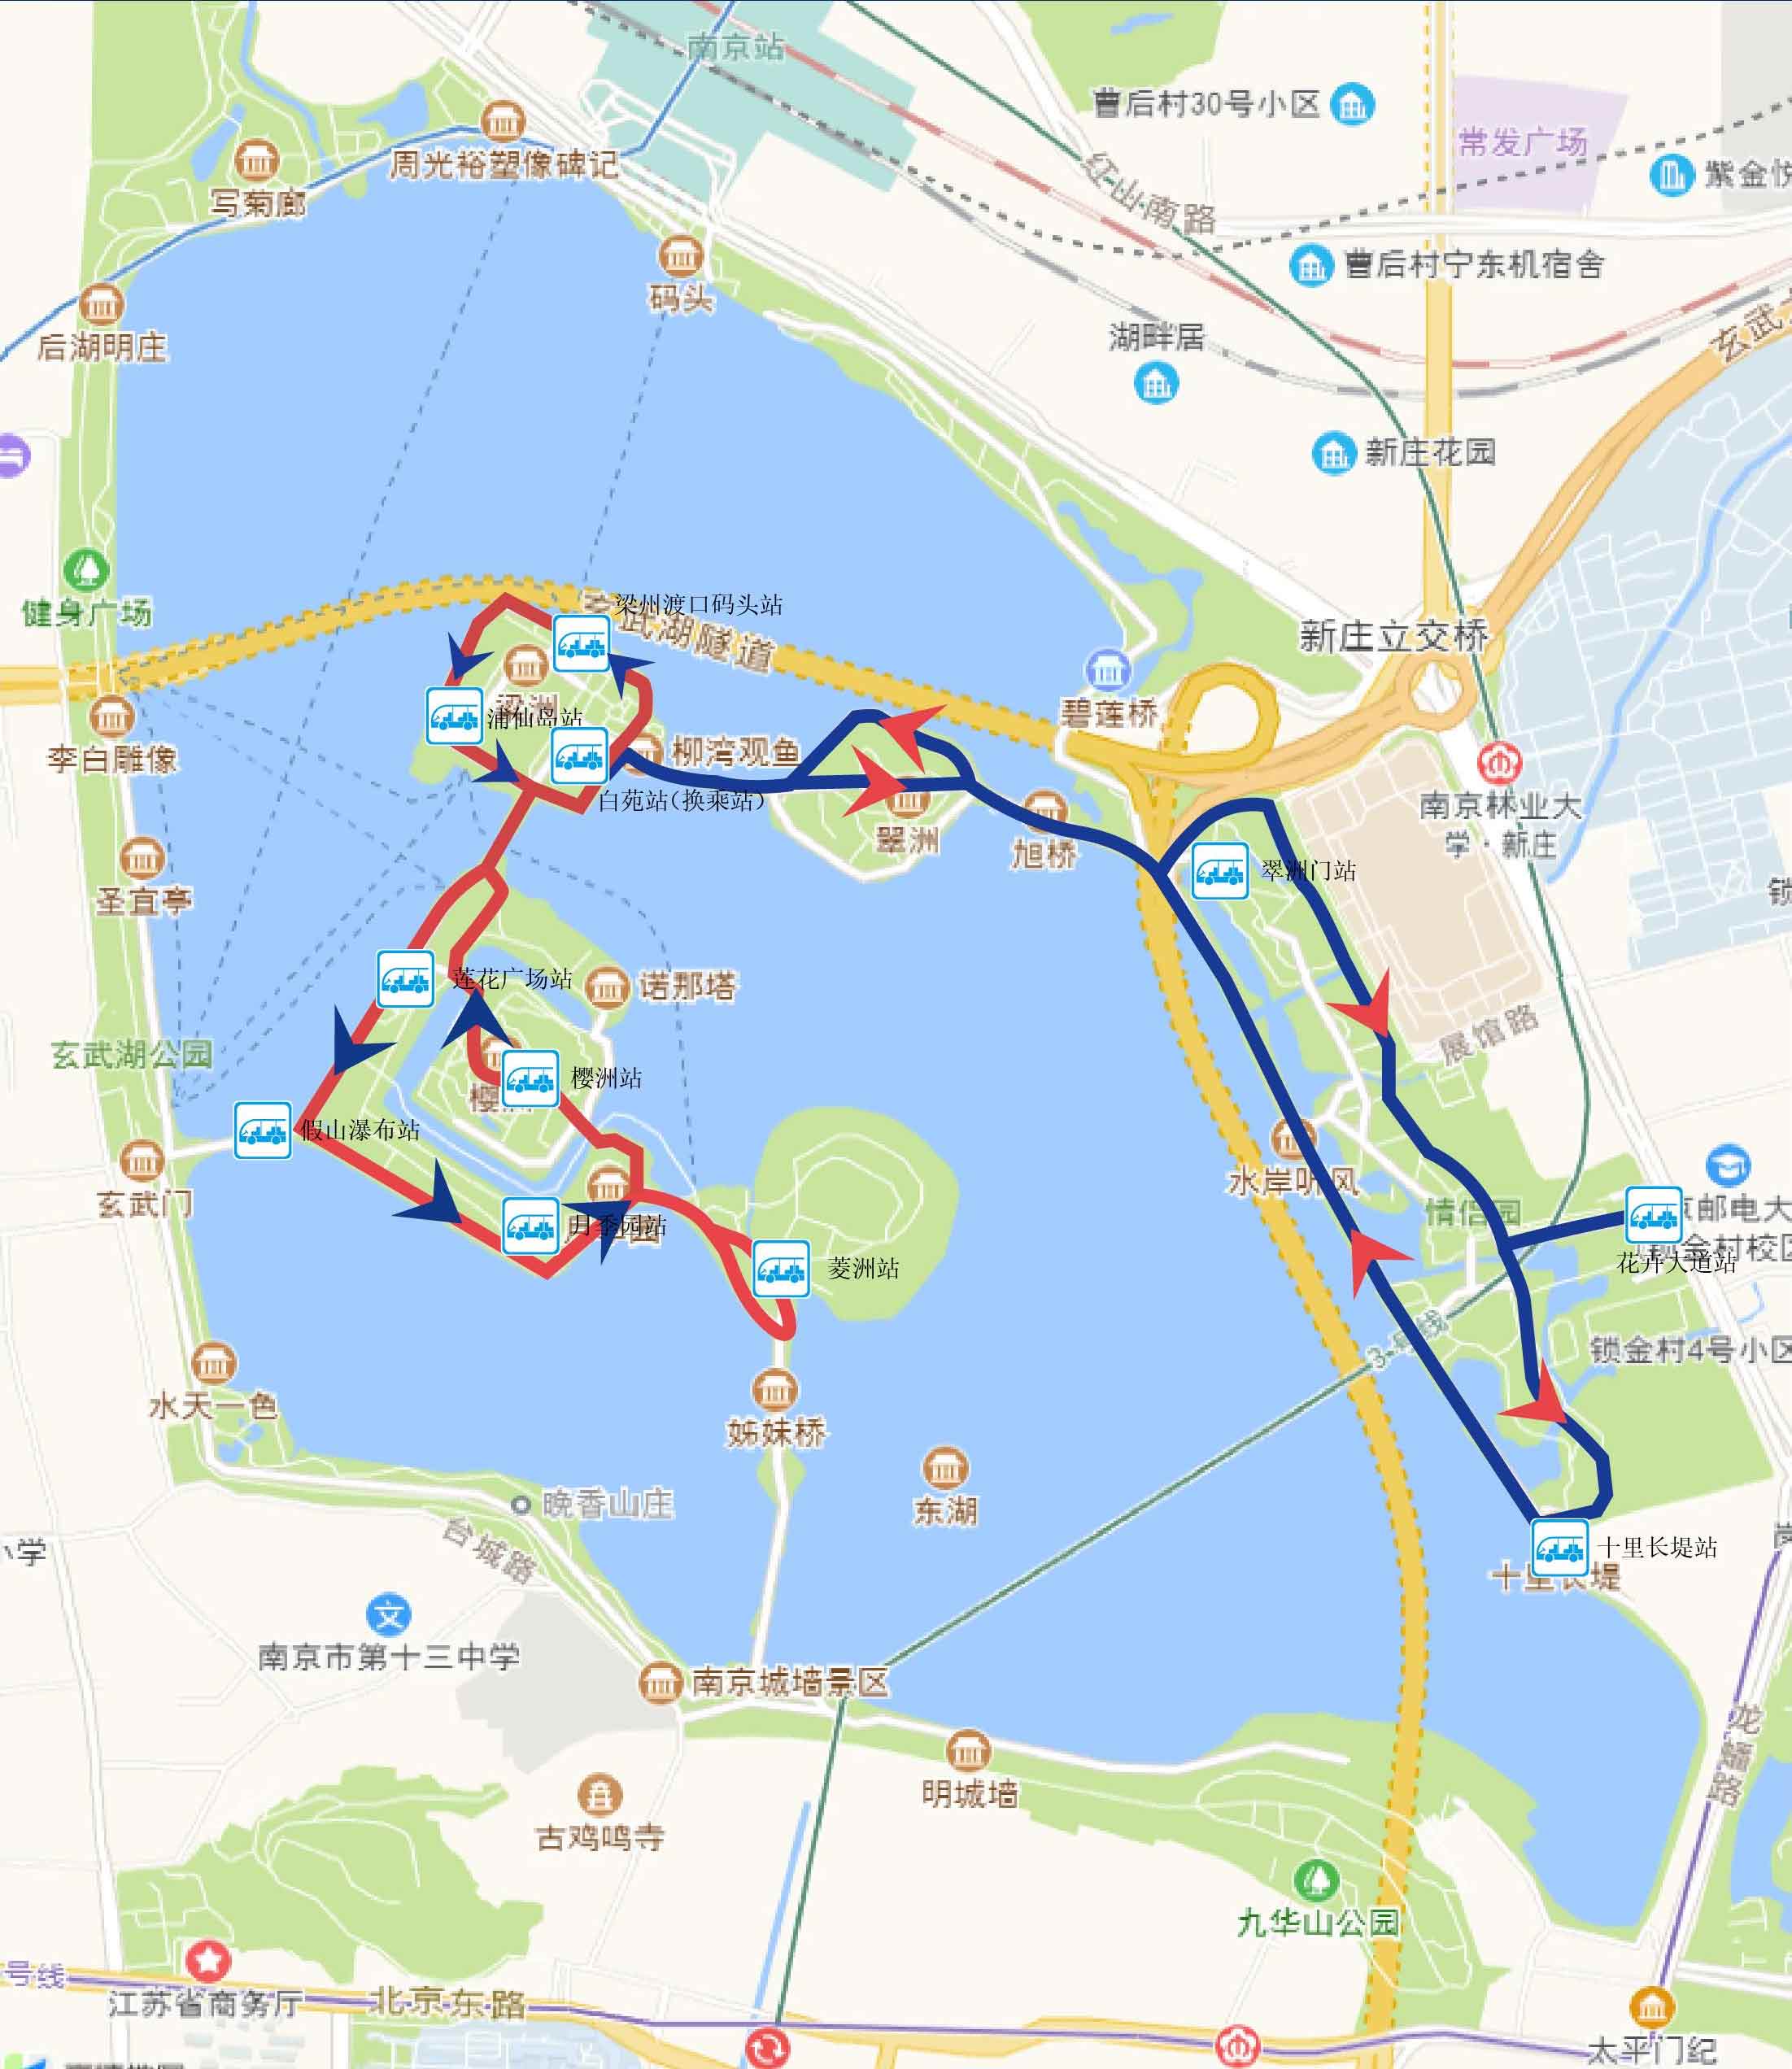 南京站
曹后村30号小区
常发广场
周光裕塑像碑记
紫金悦
写菊廊
红山南路
曹后村宁东机宿舍
码头
后湖明庄
湖畔居
玄武
新庄花园
健身广场
梁州渡口码头站
武湖隧道
新庄立交桥
梁洲
浦仙岛站
碧莲桥
李白雕像
柳湾观鱼
白苑站(换乘站)
南京林业大
学·新庄
翠洲
旭桥
翠洲门站
圣宜亭
锁
莲花广场站
诺那塔
展馆路
玄武湖公园
樱洲站
樱
假山瀑布站
水岸听风
玄武门
月季园站
园
情侣园
京邮电大
锁金村校区
花卉大道站
菱洲站
3号线
锁金村4号小区
水天一色
姊妹桥
东湖
晚香山庄
台城路
小学
十里长堤站
十里长堤
南京市第十三中学
南京城墙景区
龙蟠路
明城墙
古鸡鸣寺
九华山公园
号线
江苏省商务厅
北京东路
太平门纪